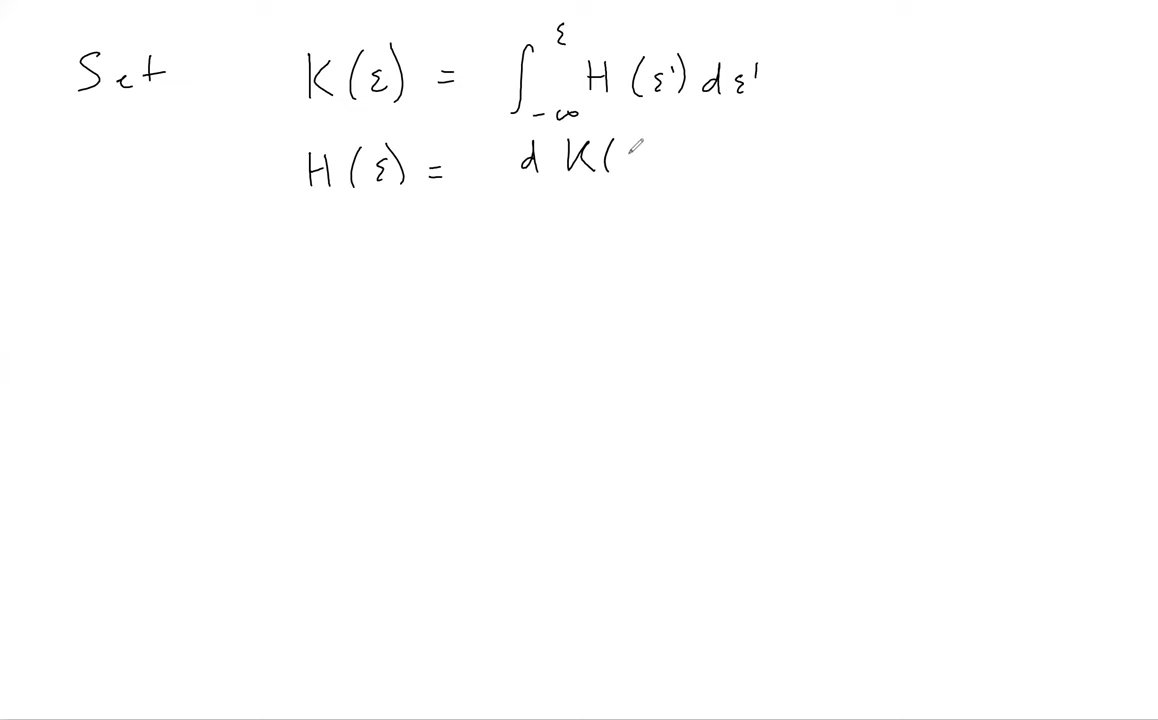 Set K(ε) = ∫_{-∞}^{ε} H(ε') dε'
H(ε) = d K(